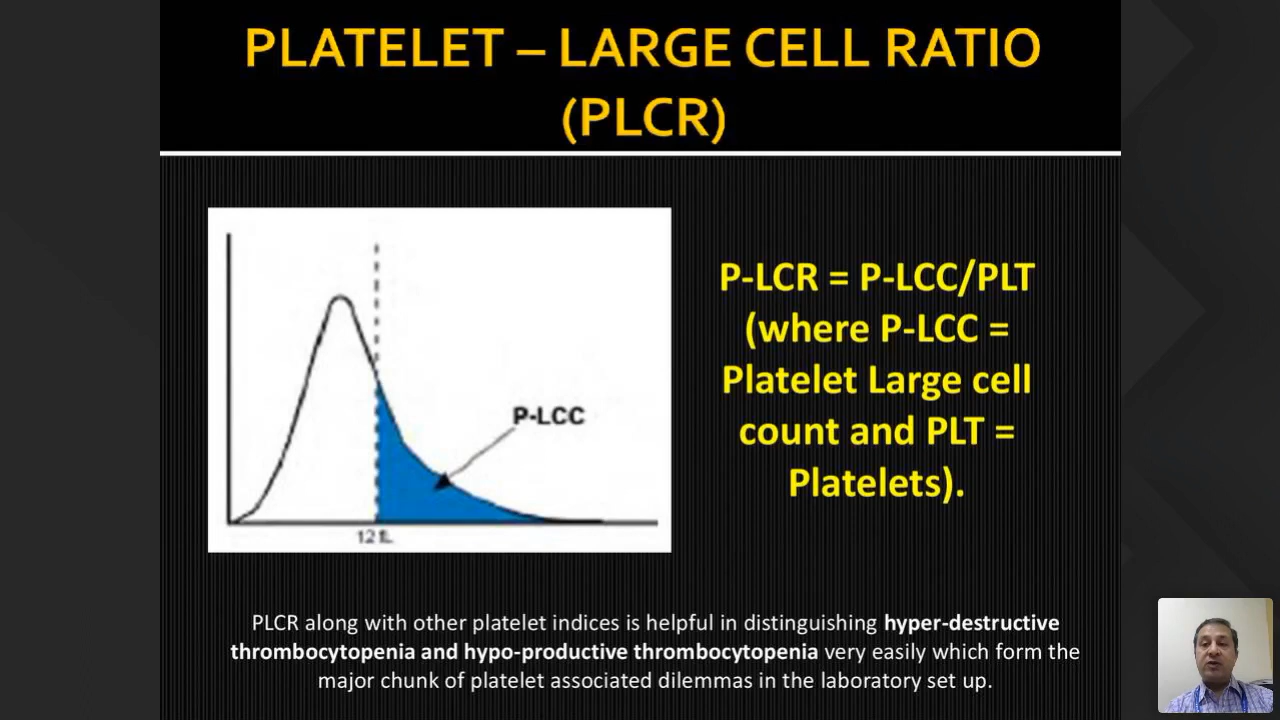 PLATELET – LARGE CELL RATIO
(PLCR)
P-LCC
12 fL
P-LCR = P-LCC/PLT
(where P-LCC =
Platelet Large cell
count and PLT =
Platelets).
PLCR along with other platelet indices is helpful in distinguishing hyper-destructive
thrombocytopenia and hypo-productive thrombocytopenia very easily which form the
major chunk of platelet associated dilemmas in the laboratory set up.